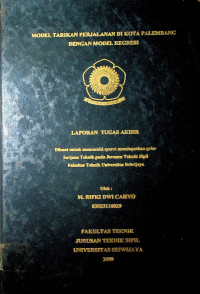 MODEL TARIKAN PERJALANAN DI KOTA PALEMBANG
DENGAN MODEL REGRESI
LAPORAN TUGAS AKHIR
Dibuat untuk memenuhi syarat mendapatkan gelar
Sarjana Teknik pada Jurusan Teknik Sipil
Fakultas Teknik Universitas Sriwijaya
Oleh :
M. RIFKI DWI CAHYO
03023110029
FAKULTAS TEKNIK
JURUSAN TEKNIK SIPIL
UNIVERSITAS SRIWIJAYA
2009